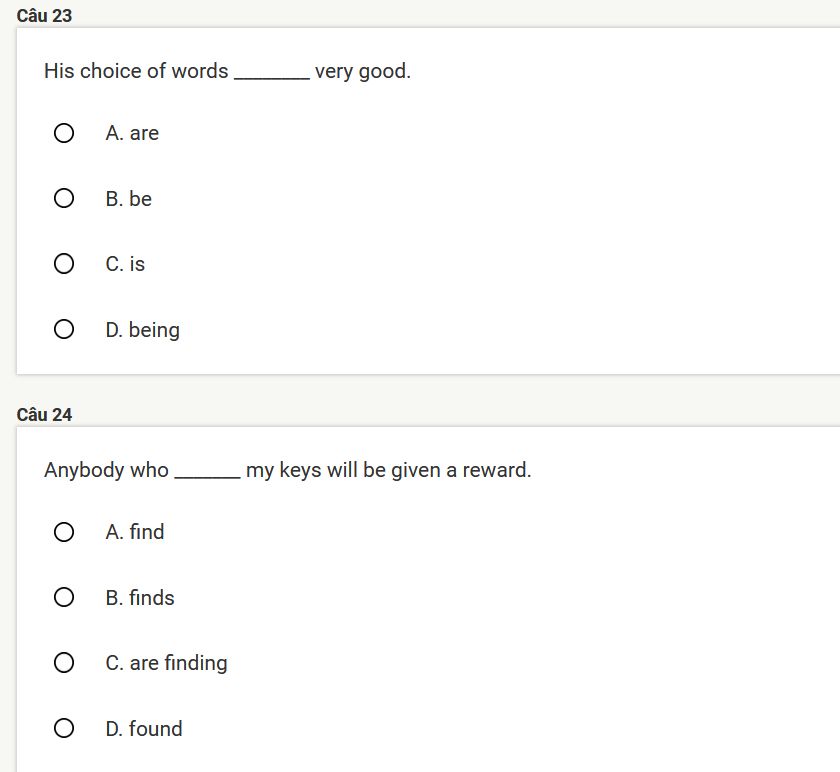 Câu 23
His choice of words ________ very good.
A. are
B. be
C. is
D. being
Câu 24
Anybody who _______ my keys will be given a reward.
A. find
B. finds
C. are finding
D. found